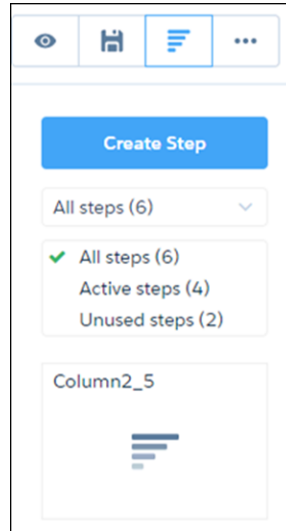 Create Step
All steps (6)
All steps (6)
Active steps (4)
Unused steps (2)
Column2_5